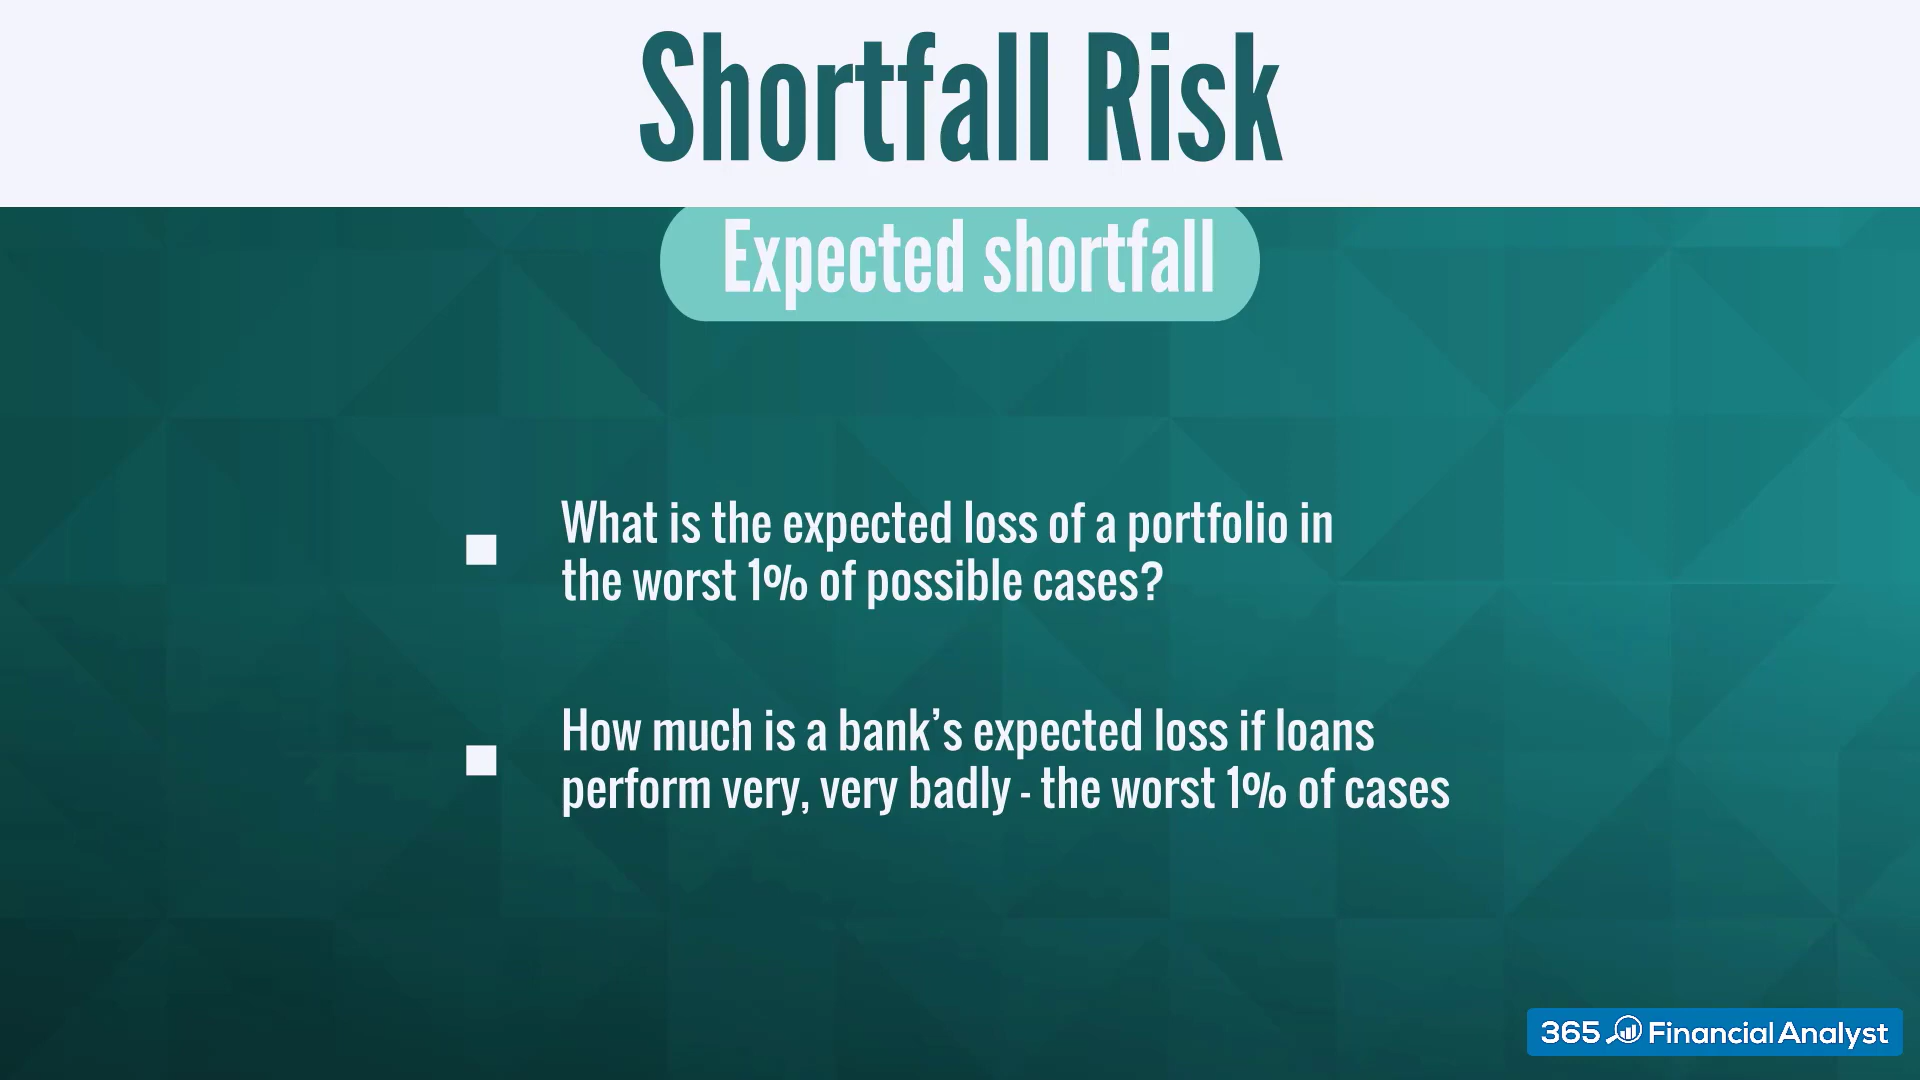 Shortfall Risk
Expected shortfall
What is the expected loss of a portfolio in
the worst 1% of possible cases?
How much is a bank’s expected loss if loans
perform very, very badly - the worst 1% of cases
365 Financial Analyst